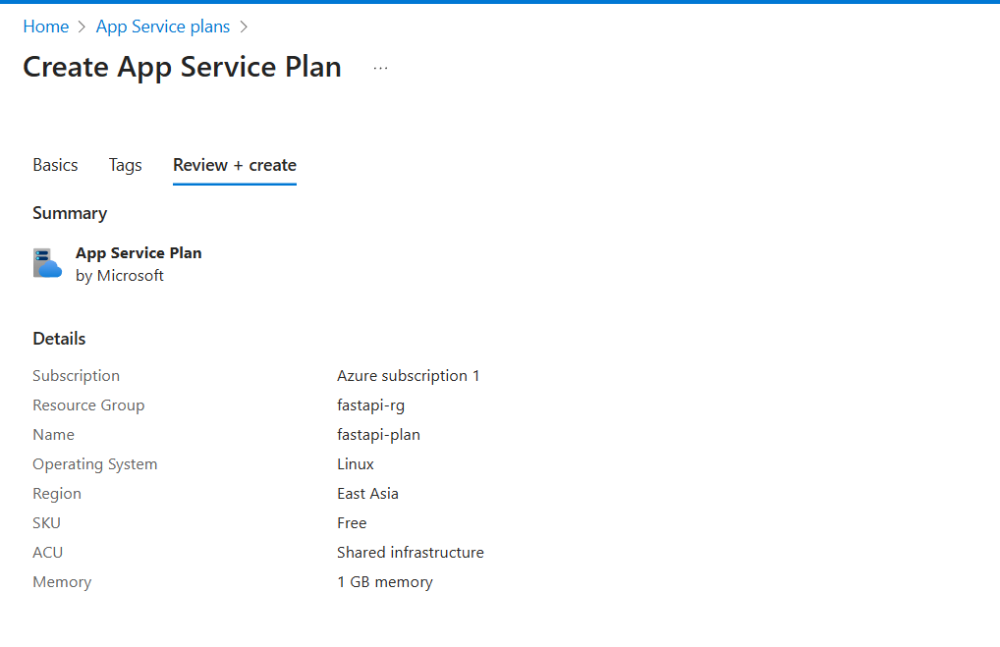 Home > App Service plans >
Create App Service Plan ...
Basics Tags Review + create
Summary
App Service Plan
by Microsoft
Details
Subscription Azure subscription 1
Resource Group fastapi-rg
Name fastapi-plan
Operating System Linux
Region East Asia
SKU Free
ACU Shared infrastructure
Memory 1 GB memory